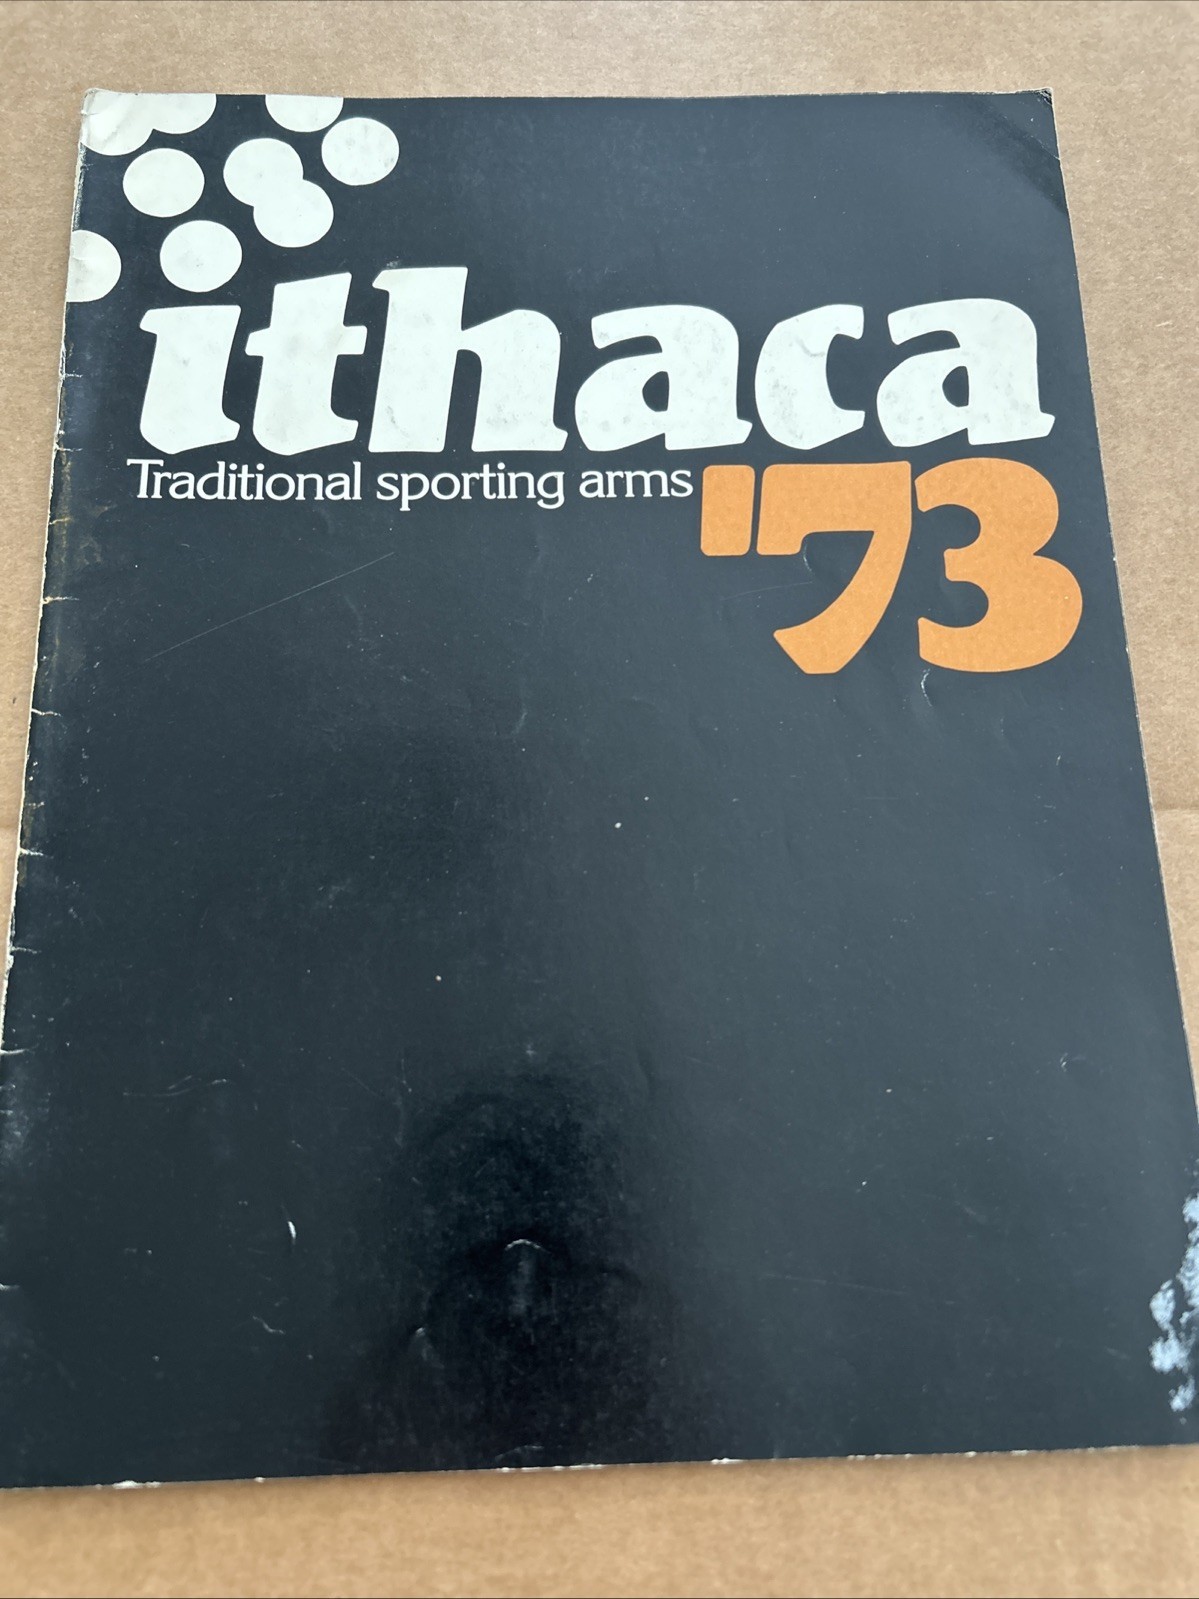 ithaca
Traditional sporting arms
'73